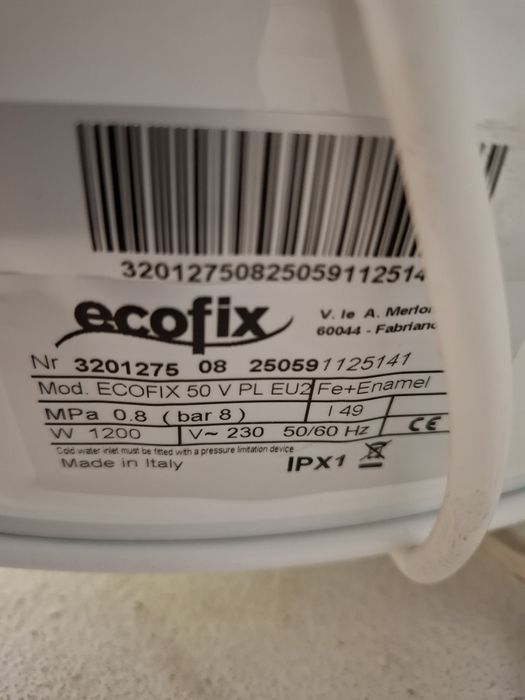 32012750825059112514
ecofix
V. le A.
60044 - Fabriano
Nr 3201275 08 250591125141
Mod. ECOFIX 50 V PL EU2 Fe+Enamel
MPa 0.8 (bar 8) l 49
W 1200 V~ 230 50/60 Hz CE
Cold water inlet must be fitted with a pressure limitation device
Made in Italy IPX1